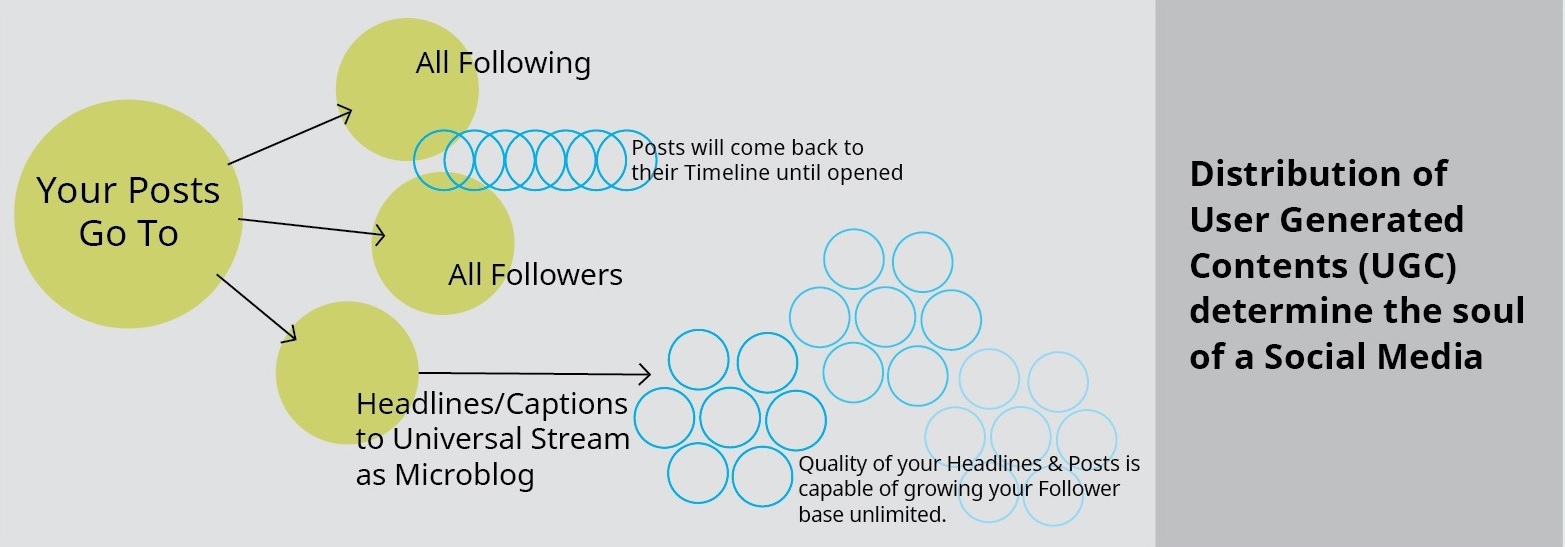 Your Posts
Go To
All Following
Posts will come back to
their Timeline until opened
All Followers
Headlines/Captions
to Universal Stream
as Microblog
Quality of your Headlines & Posts is
capable of growing your Follower
base unlimited.
Distribution of
User Generated
Contents (UGC)
determine the soul
of a Social Media